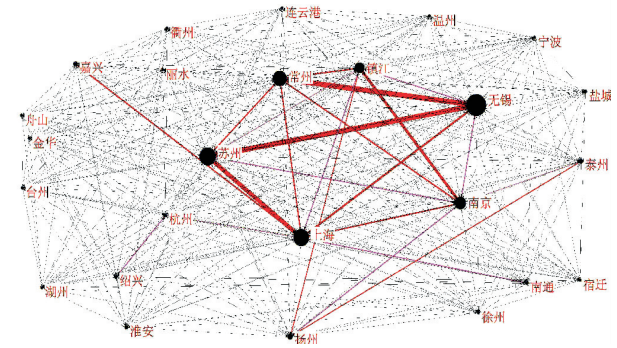 连云港
温州
衢州
宁波
嘉兴
丽水
常州
镇江
无锡
盐城
舟山
金华
苏州
泰州
台州
南京
杭州
上海
绍兴
湖州
南通
宿迁
徐州
淮安
扬州